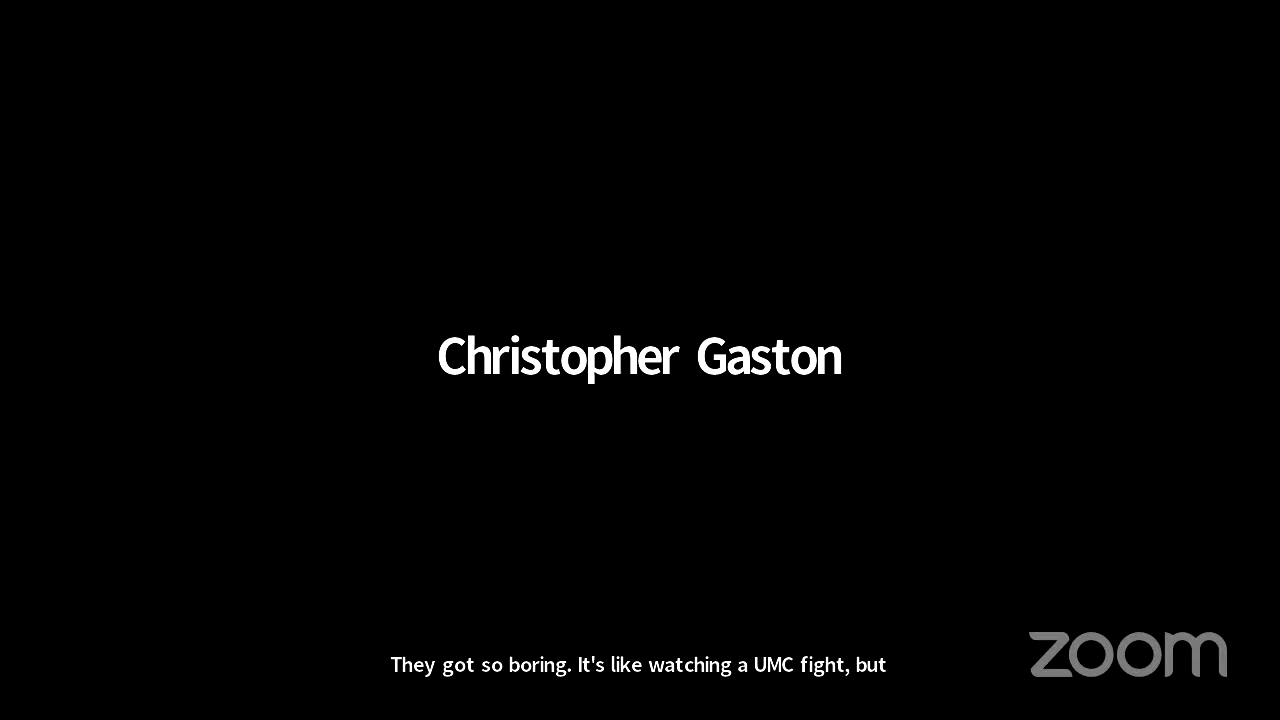 Christopher Gaston
They got so boring. It's like watching a UMC fight, but
zoom